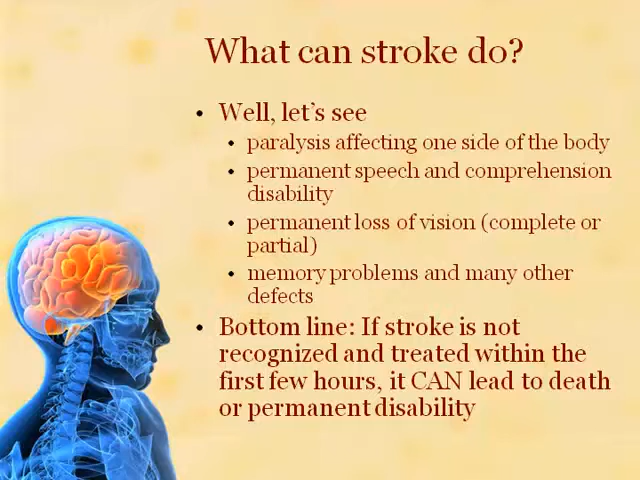 What can stroke do?
• Well, let's see
• paralysis affecting one side of the body
• permanent speech and comprehension
disability
• permanent loss of vision (complete or
partial)
• memory problems and many other
defects
• Bottom line: If stroke is not
recognized and treated within the
first few hours, it CAN lead to death
or permanent disability